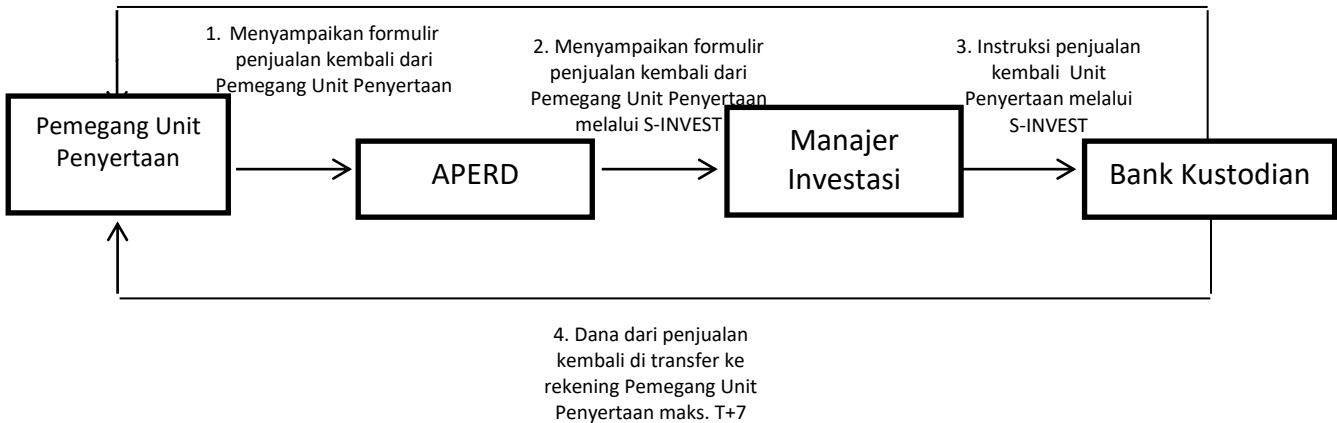 1. Menyampaikan formulir
penjualan kembali dari
Pemegang Unit Penyertaan
2. Menyampaikan formulir
penjualan kembali dari
Pemegang Unit Penyertaan
melalui S-INVEST
3. Instruksi penjualan
kembali Unit
Penyertaan melalui
S-INVEST
Pemegang Unit
Penyertaan
APERD
Manajer
Investasi
Bank Kustodian
4. Dana dari penjualan
kembali di transfer ke
rekening Pemegang Unit
Penyertaan maks. T+7